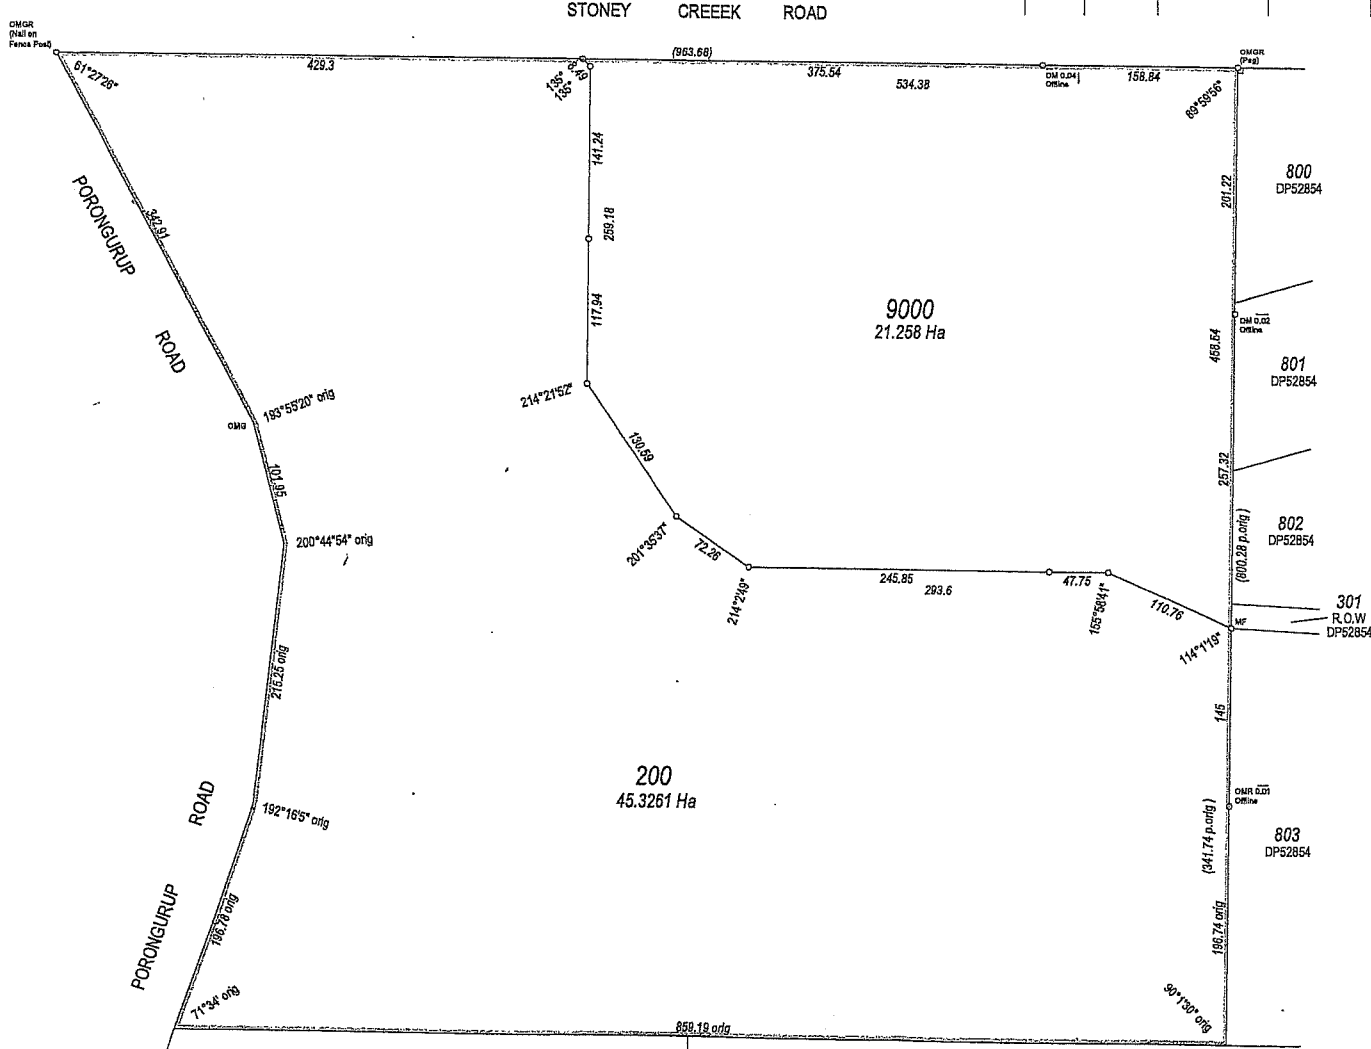 STONEY CREEEK ROAD
OMGR
(Nail on
Fence Post)
61°27'26"
429.3
8.49
135°
135°
(963.68)
375.54
534.38
DM 0.04
Offline
158.84
OMGR
(Peg)
89°59'56"
141.24
259.18
117.94
201.22
800
DP52854
PORONGURUP
342.91
ROAD
9000
21.258 Ha
DM 0.02
Offline
458.54
801
DP52854
214°21'52"
193°55'20" orig
OMG
101.95
130.59
257.32
(800.28 p.orig)
802
DP52854
200°44'54" orig
201°35'37"
72.26
214°2'49"
245.85
293.6
47.75
155°58'41"
110.76
MF
301
R.O.W
DP52854
114°1'19"
215.25 orig
145
200
45.3261 Ha
OMR 0.01
Offline
ROAD
192°16'5" orig
(341.74 p.orig)
803
DP52854
PORONGURUP
196.78 orig
196.74 orig
71°34' orig
859.19 orig
90°1'30" orig